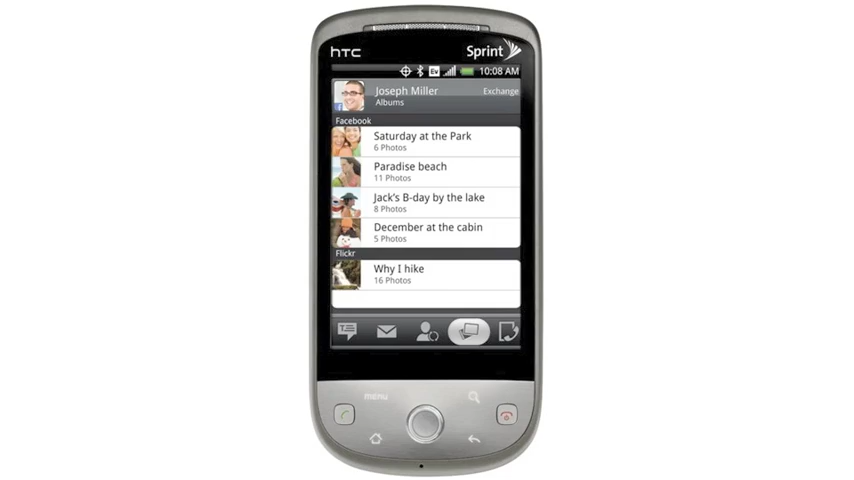 hTC Sprint
Ev 10:08 AM
Joseph Miller Exchange
Albums
Facebook
Saturday at the Park
6 Photos
Paradise beach
11 Photos
Jack's B-day by the lake
8 Photos
December at the cabin
5 Photos
Flickr
Why I hike
16 Photos
menu